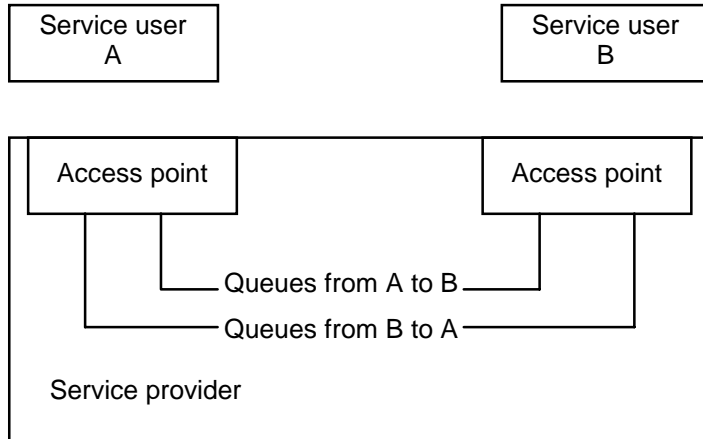 Service user
A
Service user
B
Access point
Access point
Queues from A to B
Queues from B to A
Service provider